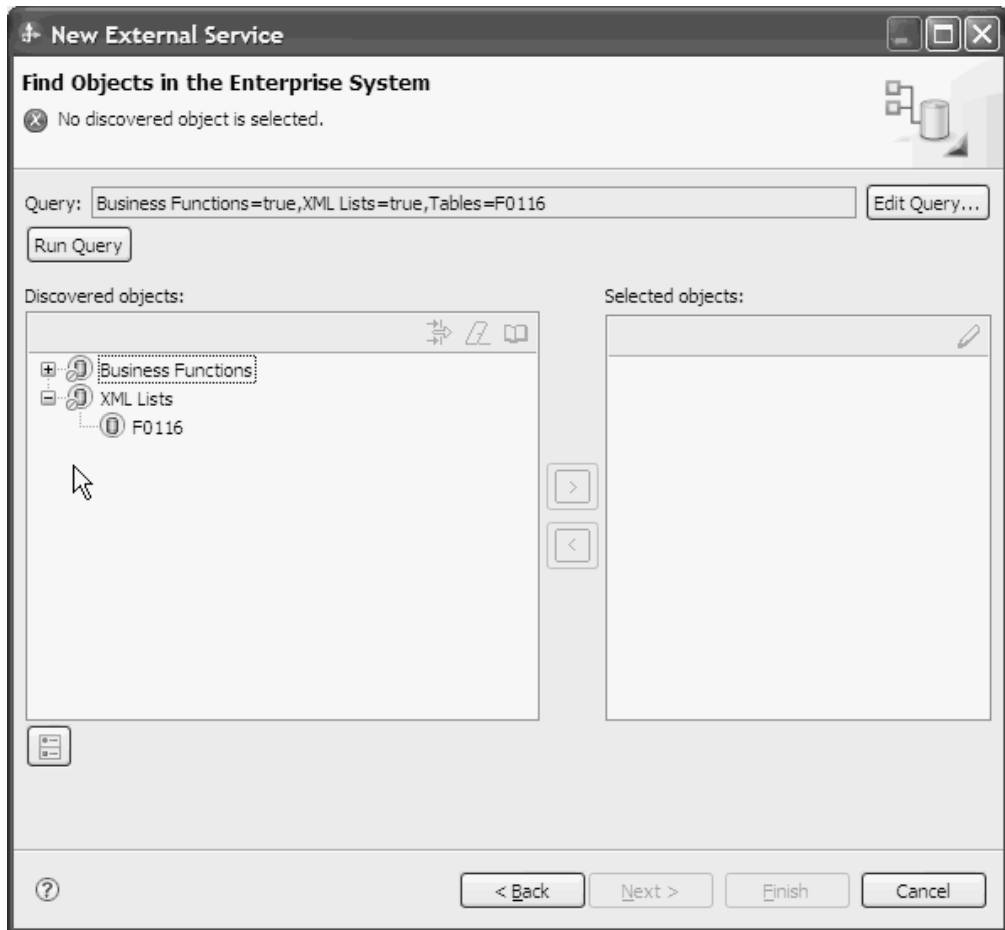 New External Service
Find Objects in the Enterprise System
No discovered object is selected.
Query: Business Functions=true,XML Lists=true,Tables=F0116 Edit Query...
Run Query
Discovered objects: Selected objects:
Business Functions
XML Lists
F0116
>
<
? < Back Next > Finish Cancel